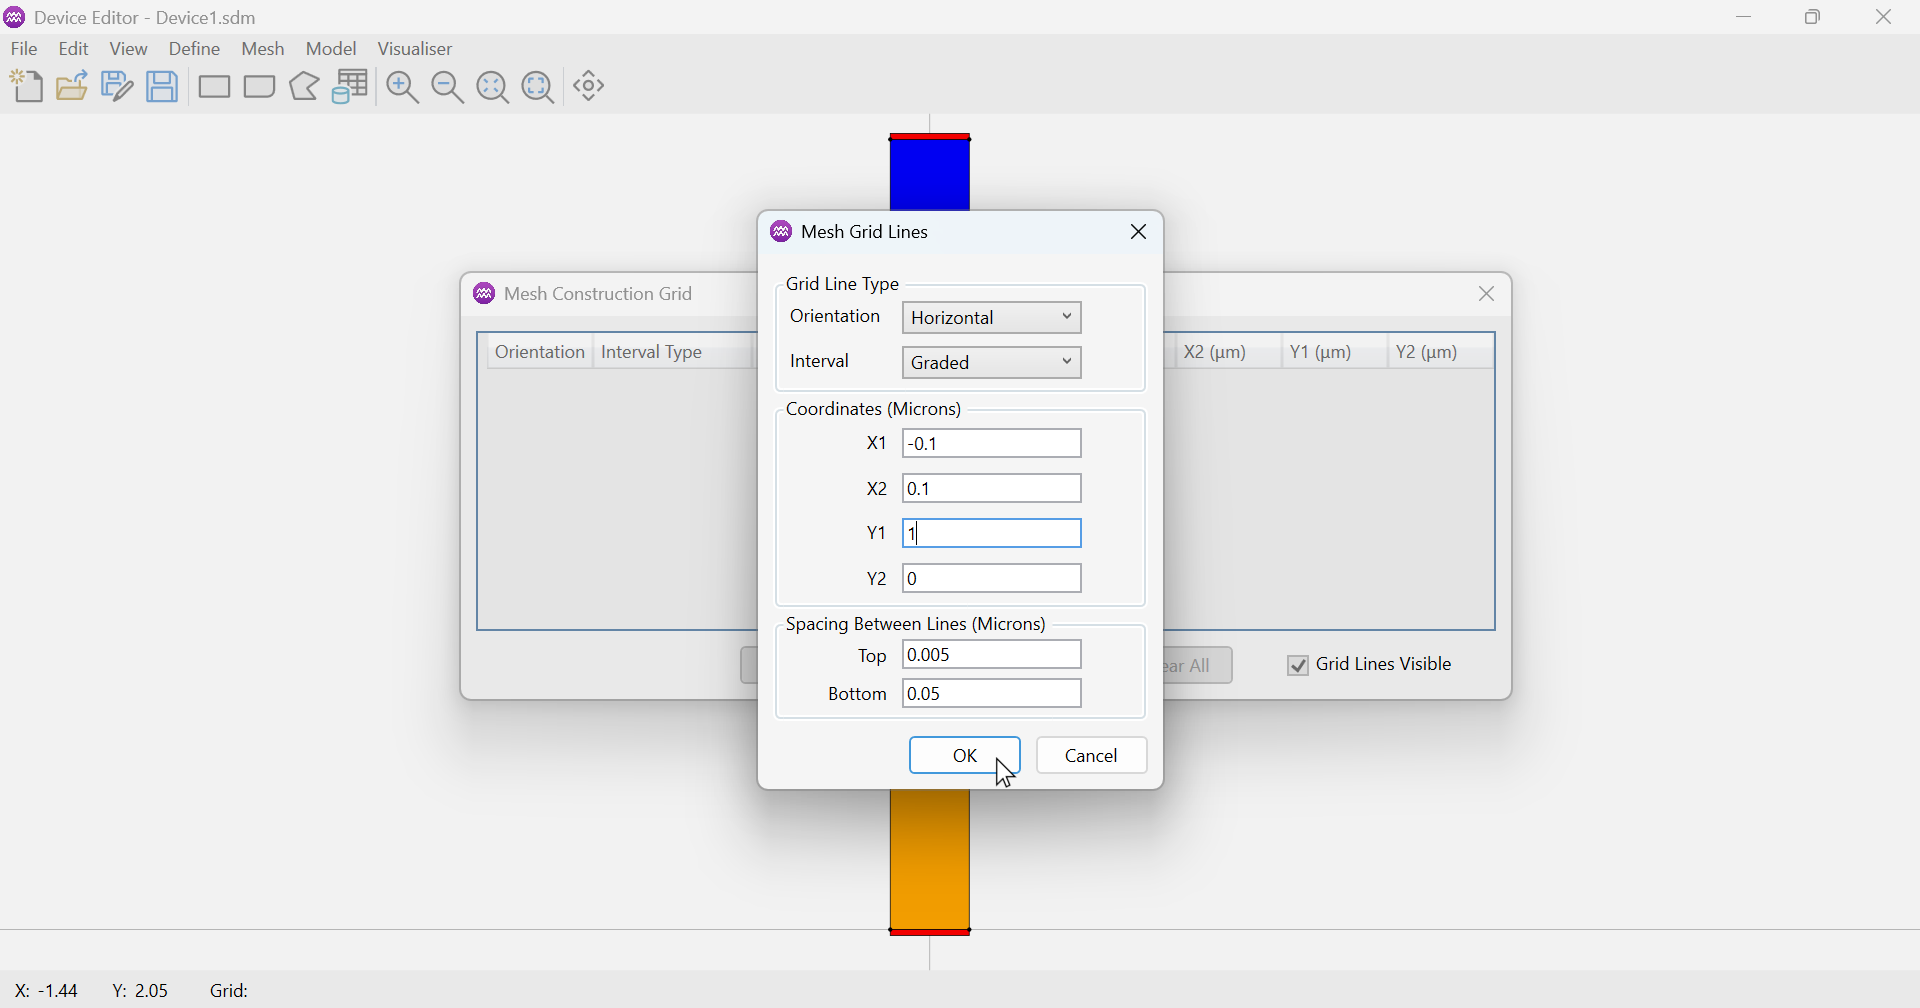 Device Editor - Device1.sdm
File Edit View Define Mesh Model Visualiser
Mesh Grid Lines
Grid Line Type
Orientation Horizontal
Interval Graded
Coordinates (Microns)
X1 -0.1
X2 0.1
Y1 1
Y2 0
Spacing Between Lines (Microns)
Top 0.005
Bottom 0.05
OK Cancel
Mesh Construction Grid
Orientation Interval Type X2 (µm) Y1 (µm) Y2 (µm)
ear All Grid Lines Visible
X: -1.44 Y: 2.05 Grid: